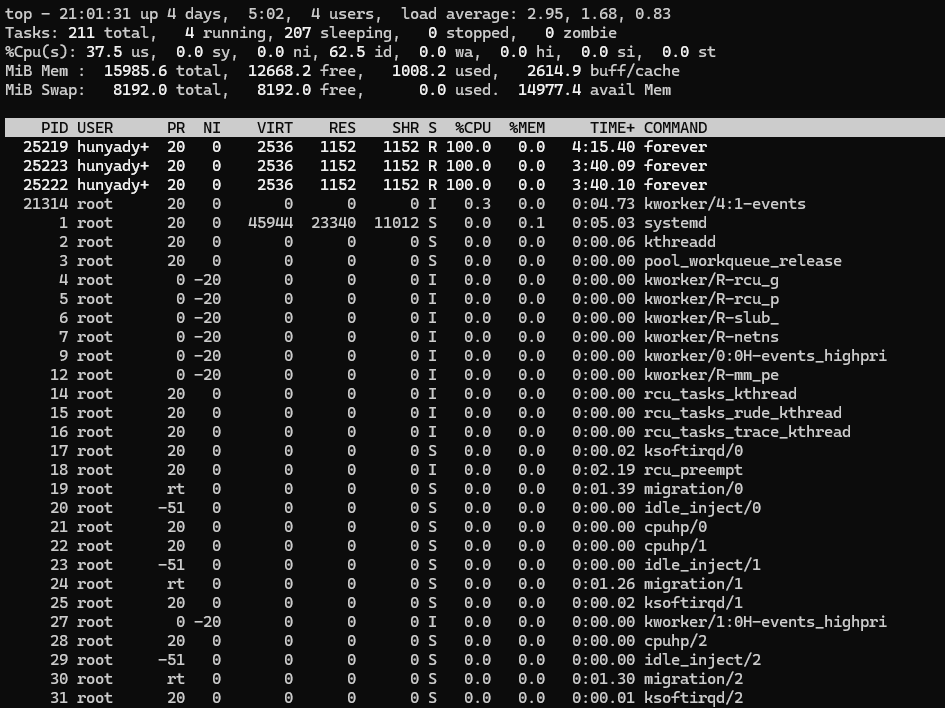 top - 21:01:31 up 4 days,  5:02,  4 users,  load average: 2.95, 1.68, 0.83
Tasks: 211 total,   4 running, 207 sleeping,   0 stopped,   0 zombie
%Cpu(s): 37.5 us,  0.0 sy,  0.0 ni, 62.5 id,  0.0 wa,  0.0 hi,  0.0 si,  0.0 st
MiB Mem :  15985.6 total,  12668.2 free,   1008.2 used,   2614.9 buff/cache
MiB Swap:   8192.0 total,   8192.0 free,      0.0 used.  14977.4 avail Mem
    PID USER      PR  NI    VIRT    RES    SHR S  %CPU  %MEM     TIME+ COMMAND
  25219 hunyady+  20   0    2536   1152   1152 R 100.0   0.0   4:15.40 forever
  25223 hunyady+  20   0    2536   1152   1152 R 100.0   0.0   3:40.09 forever
  25222 hunyady+  20   0    2536   1152   1152 R 100.0   0.0   3:40.10 forever
  21314 root      20   0       0      0      0 I   0.3   0.0   0:04.73 kworker/4:1-events
      1 root      20   0   45944  23340  11012 S   0.0   0.1   0:05.03 systemd
      2 root      20   0       0      0      0 S   0.0   0.0   0:00.06 kthreadd
      3 root      20   0       0      0      0 S   0.0   0.0   0:00.00 pool_workqueue_release
      4 root       0 -20       0      0      0 I   0.0   0.0   0:00.00 kworker/R-rcu_g
      5 root       0 -20       0      0      0 I   0.0   0.0   0:00.00 kworker/R-rcu_p
      6 root       0 -20       0      0      0 I   0.0   0.0   0:00.00 kworker/R-slub_
      7 root       0 -20       0      0      0 I   0.0   0.0   0:00.00 kworker/R-netns
      9 root       0 -20       0      0      0 I   0.0   0.0   0:00.00 kworker/0:0H-events_highpri
     12 root       0 -20       0      0      0 I   0.0   0.0   0:00.00 kworker/R-mm_pe
     14 root      20   0       0      0      0 I   0.0   0.0   0:00.00 rcu_tasks_kthread
     15 root      20   0       0      0      0 I   0.0   0.0   0:00.00 rcu_tasks_rude_kthread
     16 root      20   0       0      0      0 I   0.0   0.0   0:00.00 rcu_tasks_trace_kthread
     17 root      20   0       0      0      0 S   0.0   0.0   0:00.02 ksoftirqd/0
     18 root      20   0       0      0      0 I   0.0   0.0   0:02.19 rcu_preempt
     19 root      rt   0       0      0      0 S   0.0   0.0   0:01.39 migration/0
     20 root     -51   0       0      0      0 S   0.0   0.0   0:00.00 idle_inject/0
     21 root      20   0       0      0      0 S   0.0   0.0   0:00.00 cpuhp/0
     22 root      20   0       0      0      0 S   0.0   0.0   0:00.00 cpuhp/1
     23 root     -51   0       0      0      0 S   0.0   0.0   0:00.00 idle_inject/1
     24 root      rt   0       0      0      0 S   0.0   0.0   0:01.26 migration/1
     25 root      20   0       0      0      0 S   0.0   0.0   0:00.02 ksoftirqd/1
     27 root       0 -20       0      0      0 I   0.0   0.0   0:00.00 kworker/1:0H-events_highpri
     28 root      20   0       0      0      0 S   0.0   0.0   0:00.00 cpuhp/2
     29 root     -51   0       0      0      0 S   0.0   0.0   0:00.00 idle_inject/2
     30 root      rt   0       0      0      0 S   0.0   0.0   0:01.30 migration/2
     31 root      20   0       0      0      0 S   0.0   0.0   0:00.01 ksoftirqd/2